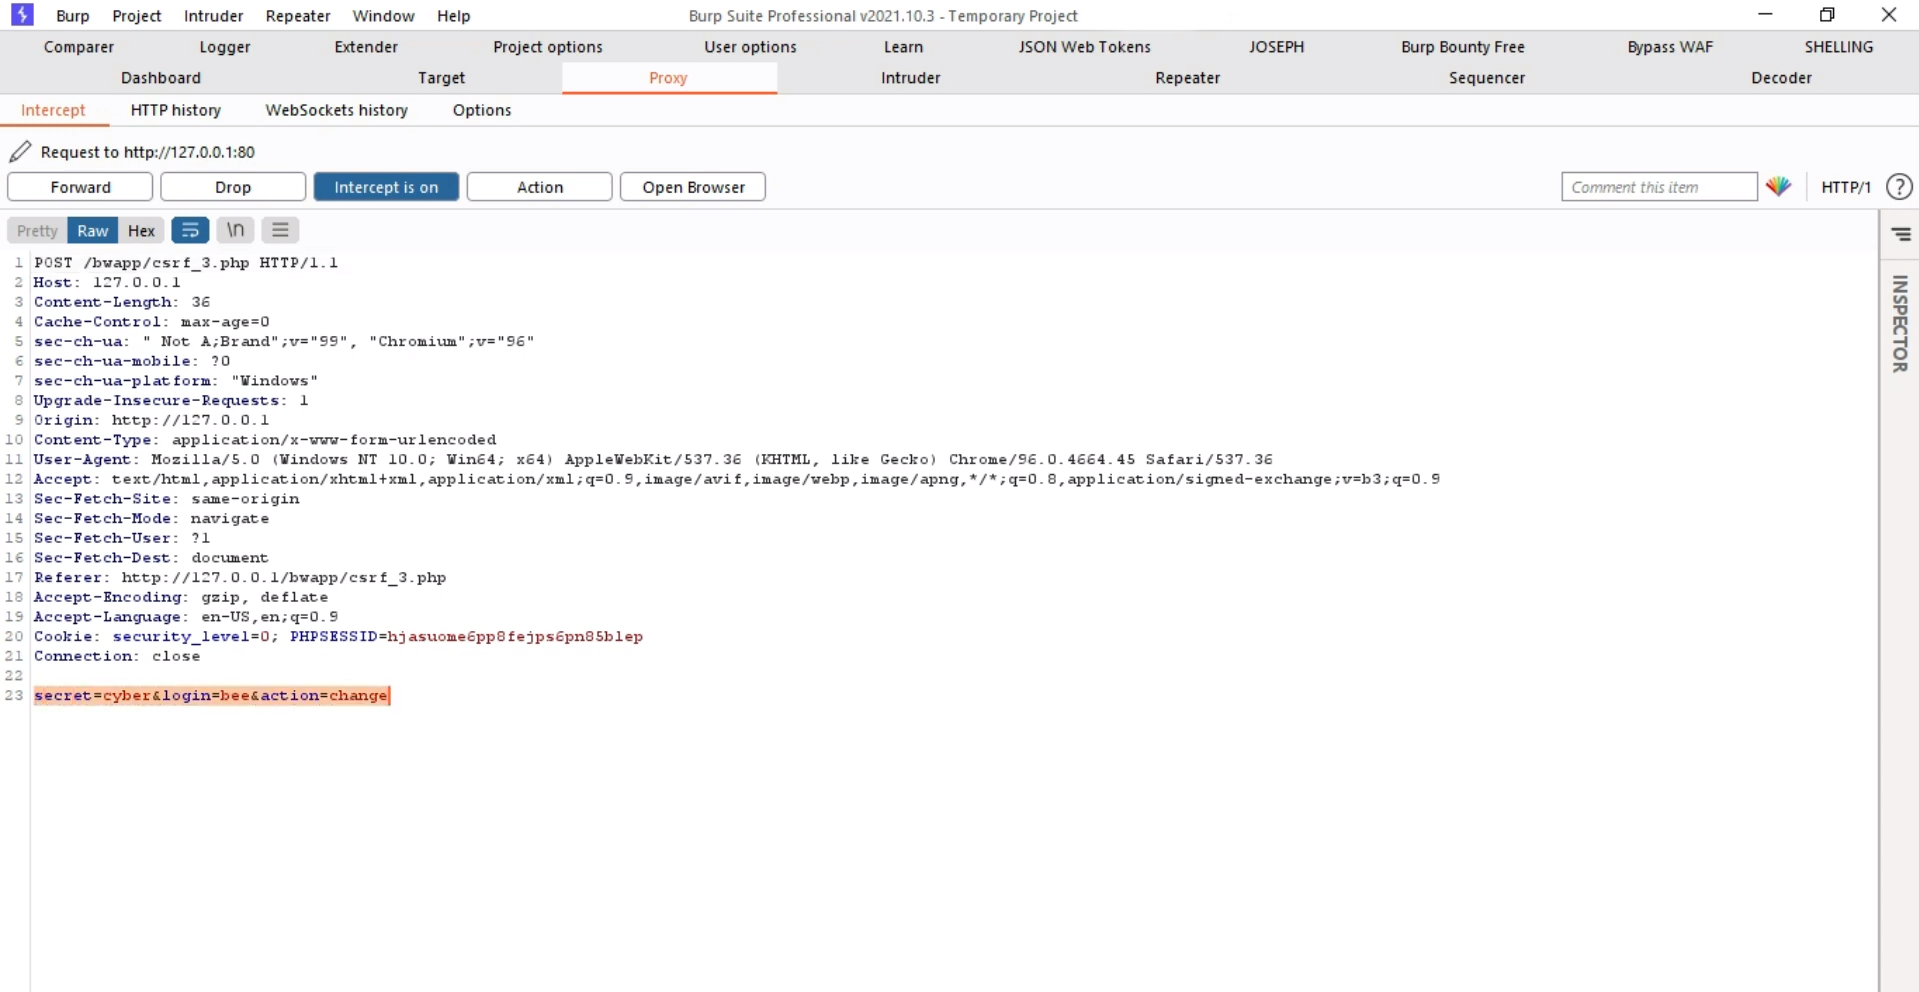 Burp Project Intruder Repeater Window Help Burp Suite Professional v2021.10.3 - Temporary Project
Comparer Logger Extender Project options User options Learn JSON Web Tokens JOSEPH Burp Bounty Free Bypass WAF SHELLING
Dashboard Target Proxy Intruder Repeater Sequencer Decoder
Intercept HTTP history WebSockets history Options
Request to http://127.0.0.1:80
Forward Drop Intercept is on Action Open Browser Comment this item HTTP/1 ?
Pretty Raw Hex \n
INSPECTOR
1 POST /bwapp/csrf_3.php HTTP/1.1
2 Host: 127.0.0.1
3 Content-Length: 36
4 Cache-Control: max-age=0
5 sec-ch-ua: " Not A;Brand";v="99", "Chromium";v="96"
6 sec-ch-ua-mobile: ?0
7 sec-ch-ua-platform: "Windows"
8 Upgrade-Insecure-Requests: 1
9 Origin: http://127.0.0.1
10 Content-Type: application/x-www-form-urlencoded
11 User-Agent: Mozilla/5.0 (Windows NT 10.0; Win64; x64) AppleWebKit/537.36 (KHTML, like Gecko) Chrome/96.0.4664.45 Safari/537.36
12 Accept: text/html,application/xhtml+xml,application/xml;q=0.9,image/avif,image/webp,image/apng,*/*;q=0.8,application/signed-exchange;v=b3;q=0.9
13 Sec-Fetch-Site: same-origin
14 Sec-Fetch-Mode: navigate
15 Sec-Fetch-User: ?1
16 Sec-Fetch-Dest: document
17 Referer: http://127.0.0.1/bwapp/csrf_3.php
18 Accept-Encoding: gzip, deflate
19 Accept-Language: en-US,en;q=0.9
20 Cookie: security_level=0; PHPSESSID=hjasuome6pp8fejps6pn85blep
21 Connection: close
22
23 secret=cyber&login=bee&action=change